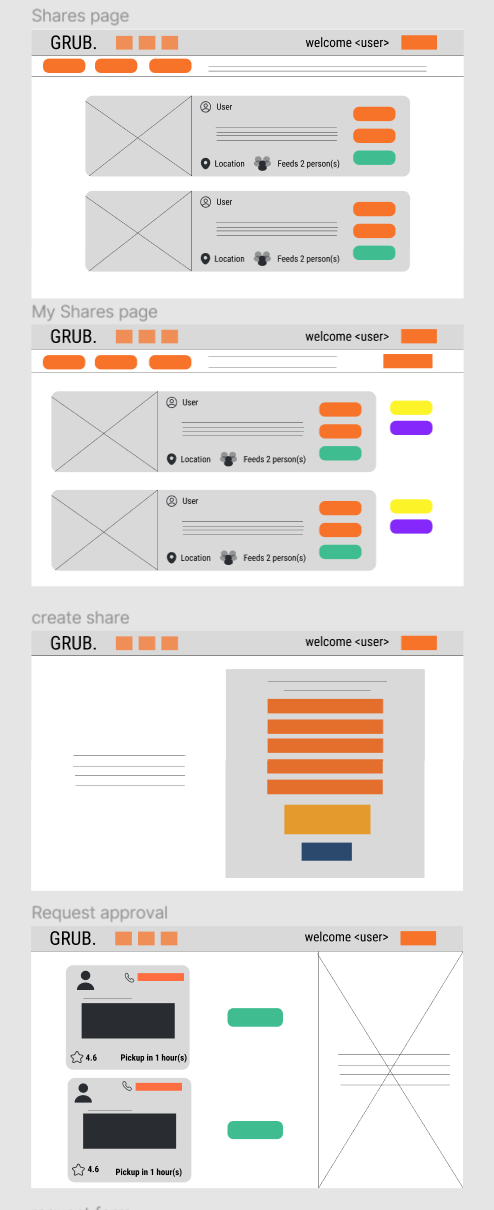 Shares page
GRUB. welcome <user>
User
Location Feeds 2 person(s)
User
Location Feeds 2 person(s)
My Shares page
GRUB. welcome <user>
User
Location Feeds 2 person(s)
User
Location Feeds 2 person(s)
create share
GRUB. welcome <user>
Request approval
GRUB. welcome <user>
4.6 Pickup in 1 hour(s)
4.6 Pickup in 1 hour(s)